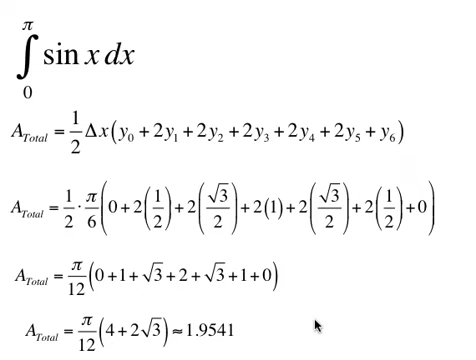 ∫₀^π sin x dx
A_Total = 1/2 Δx(y₀ + 2y₁ + 2y₂ + 2y₃ + 2y₄ + 2y₅ + y₆)
A_Total = 1/2 · π/6 (0 + 2(1/2) + 2(√3/2) + 2(1) + 2(√3/2) + 2(1/2) + 0)
A_Total = π/12 (0 + 1 + √3 + 2 + √3 + 1 + 0)
A_Total = π/12 (4 + 2√3) ≈ 1.9541